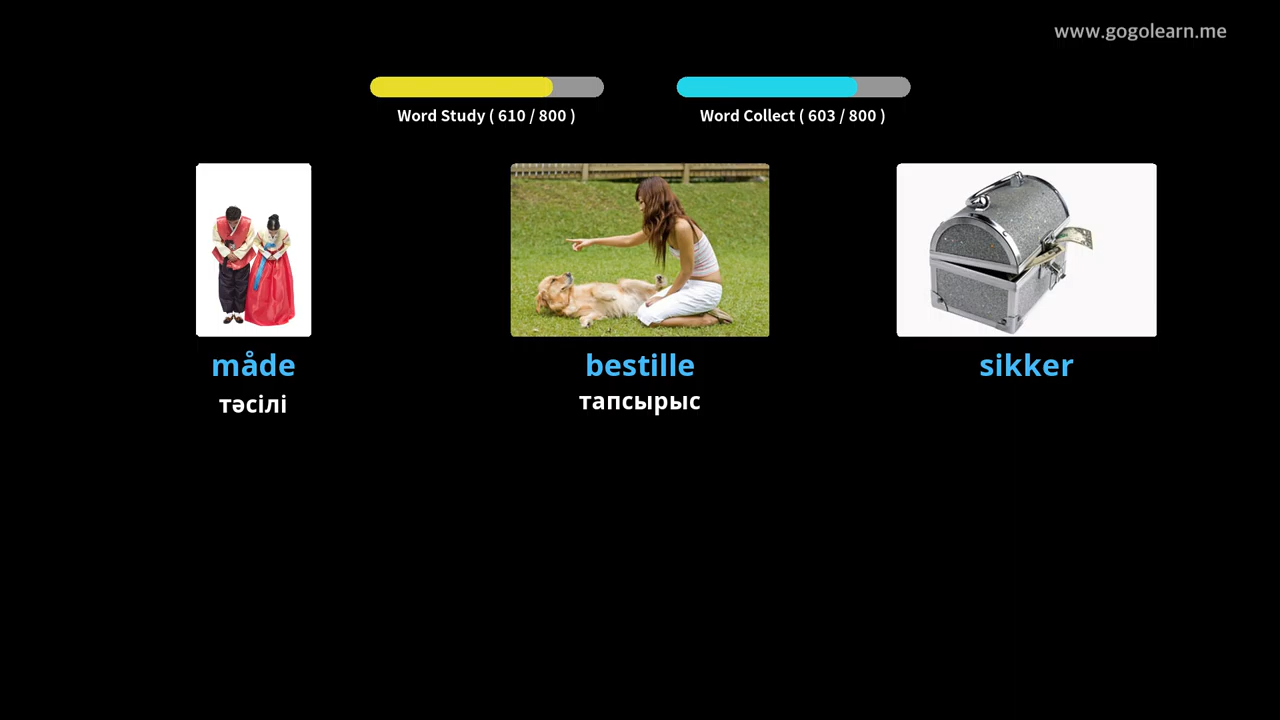 www.gogolearn.me
Word Study ( 610 / 800 )
Word Collect ( 603 / 800 )
måde
bestille
sikker
тәсілі
тапсырыс